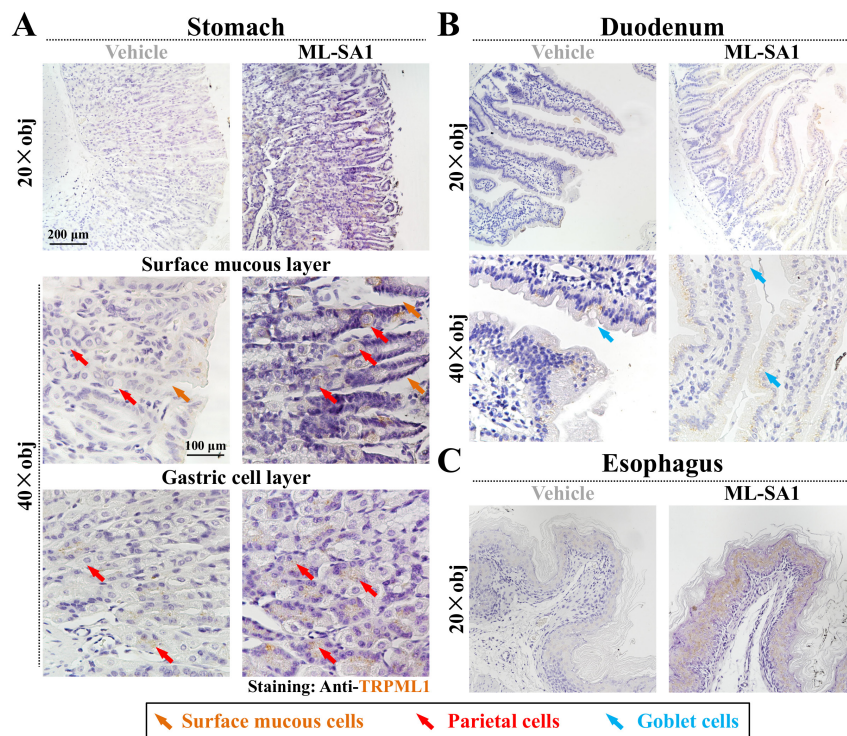 A
Stomach
Vehicle
ML-SA1
20×obj
200 μm
Surface mucous layer
40×obj
100 μm
Gastric cell layer
Staining: Anti-TRPML1
B
Duodenum
Vehicle
ML-SA1
20×obj
40×obj
C
Esophagus
Vehicle
ML-SA1
20×obj
Surface mucous cells
Parietal cells
Goblet cells